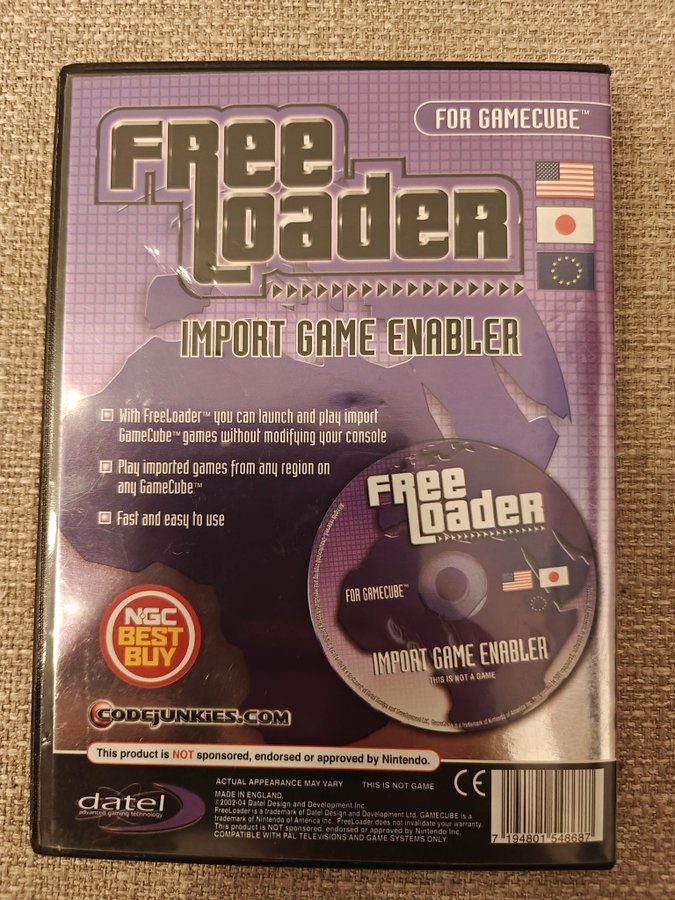 FOR GAMECUBE™
FREE
LOADER
IMPORT GAME ENABLER
With FreeLoader™ you can launch and play import
GameCube™ games without modifying your console
Play imported games from any region on
any GameCube™
Fast and easy to use
FREE
LOADER
FOR GAMECUBE™
IMPORT GAME ENABLER
THIS IS NOT A GAME
NGC
BEST
BUY
CODEJUNKIES.COM
This product is NOT sponsored, endorsed or approved by Nintendo.
datel
advanced gaming technology
ACTUAL APPEARANCE MAY VARY THIS IS NOT GAME
MADE IN ENGLAND.
©2002-04 Datel Design and Development Inc.
FreeLoader is a trademark of Datel Design and Development Ltd. GAMECUBE is a
trademark of Nintendo of America Inc. FreeLoader does not invalidate your warranty.
This product is NOT sponsored, endorsed or approved by Nintendo Inc.
COMPATIBLE WITH PAL TELEVISIONS AND GAME SYSTEMS ONLY.
CE
7 194801 548687